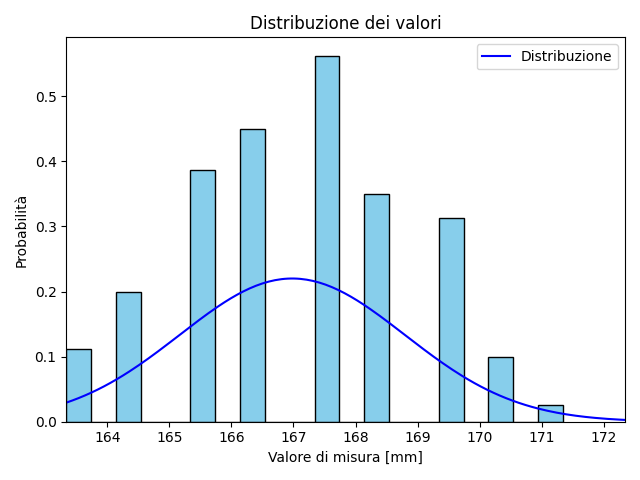 Distribuzione dei valori
Distribuzione
Probabilità
0.5
0.4
0.3
0.2
0.1
0.0
164 165 166 167 168 169 170 171 172
Valore di misura [mm]